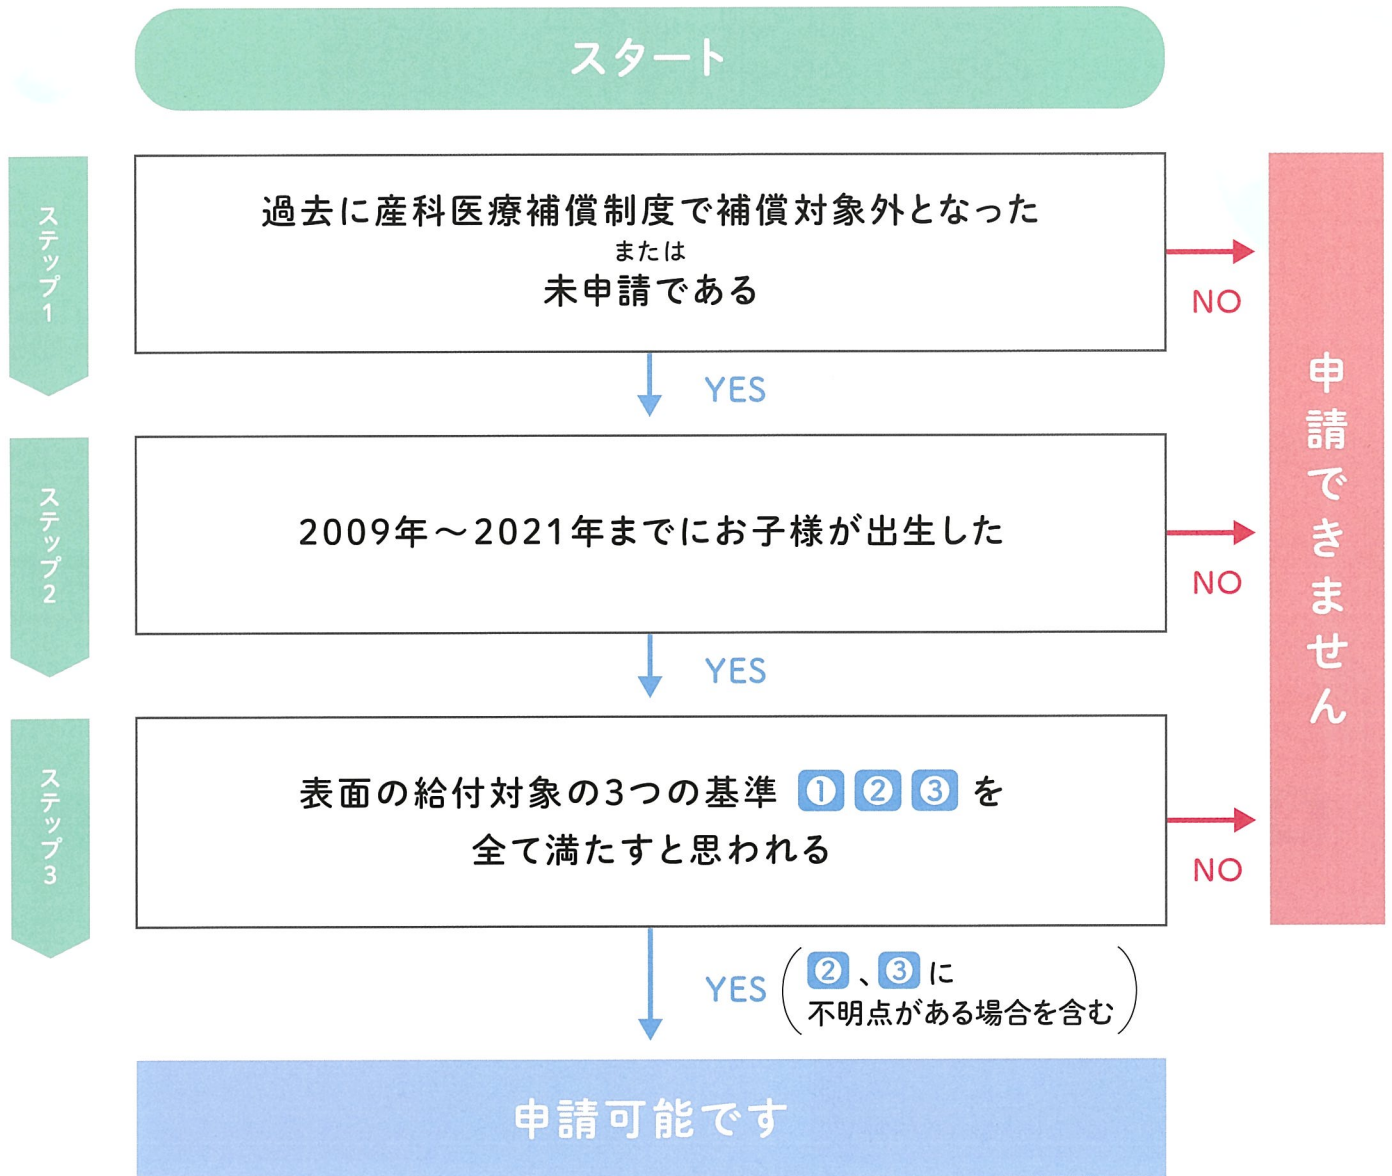 スタート
ステップ1
過去に産科医療補償制度で補償対象外となった
または
未申請である
NO
YES
ステップ2
2009年〜2021年までにお子様が出生した
NO
YES
ステップ3
表面の給付対象の3つの基準 ① ② ③ を
全て満たすと思われる
NO
YES
②、③に
不明点がある場合を含む
申請できません
申請可能です